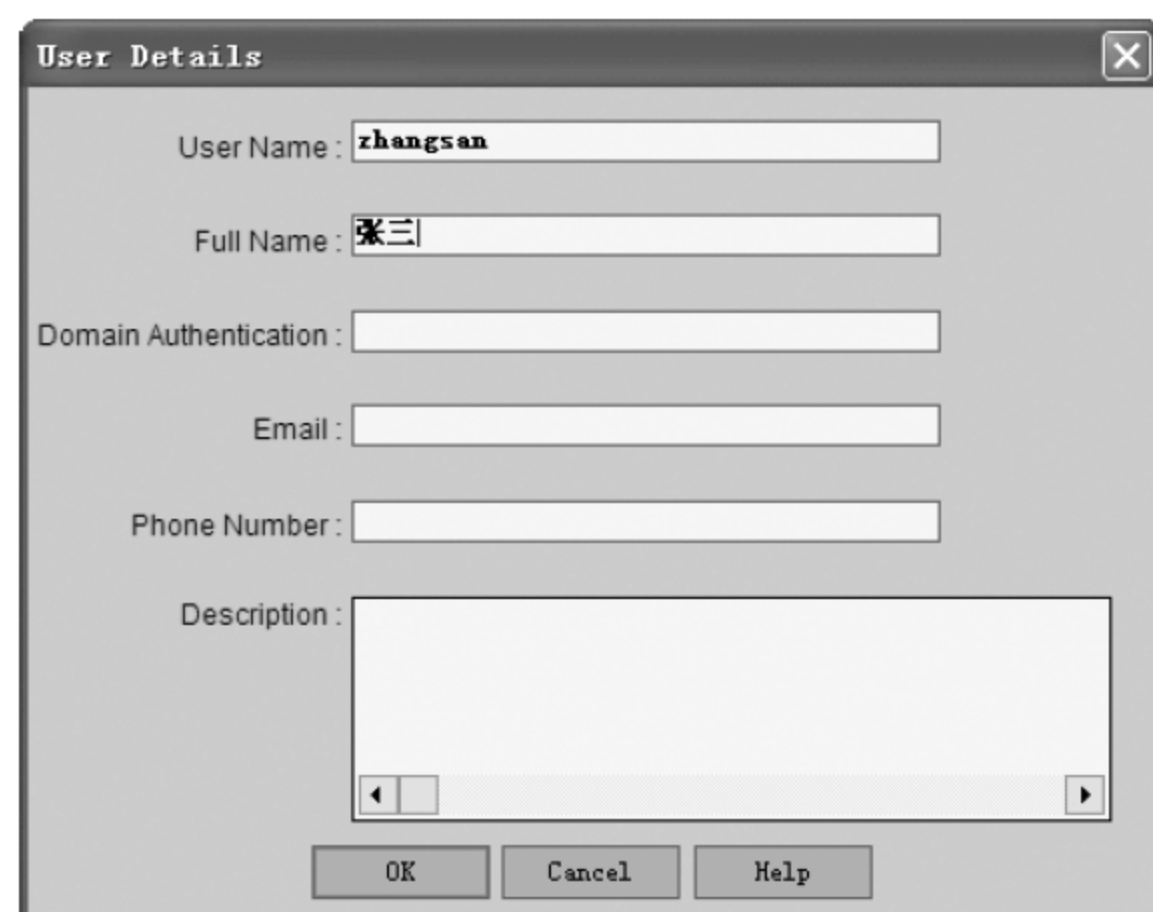 User Details
User Name : zhangsan
Full Name : 张三
Domain Authentication :
Email :
Phone Number :
Description :
OK Cancel Help